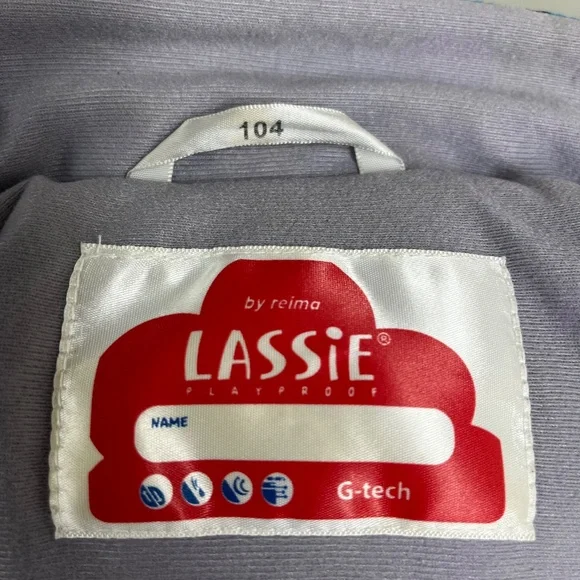 104
by reima
LASSiE®
PLAYPROOF
NAME
G-tech